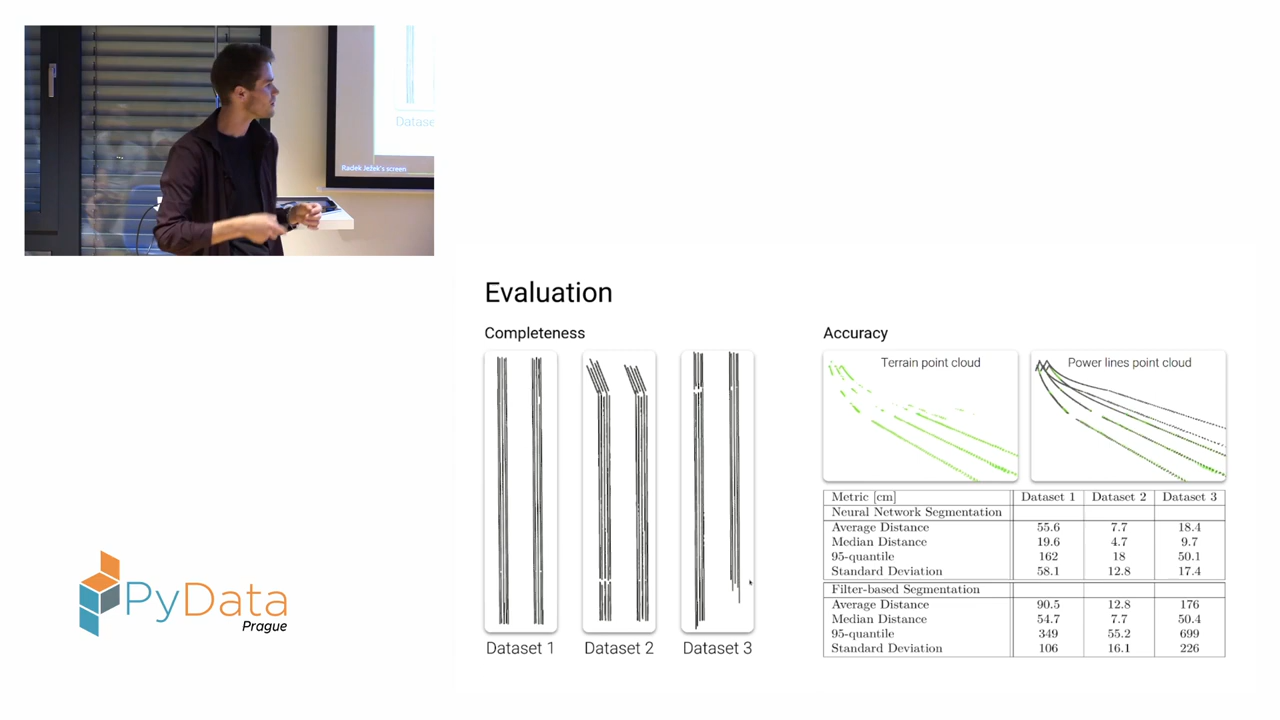 Datase
Radek Ježek's screen
Evaluation
Completeness
Accuracy
Terrain point cloud
Power lines point cloud
Metric [cm] Dataset 1 Dataset 2 Dataset 3
Neural Network Segmentation
Average Distance 55.6 7.7 18.4
Median Distance 19.6 4.7 9.7
95-quantile 162 18 50.1
Standard Deviation 58.1 12.8 17.4
Filter-based Segmentation
Average Distance 90.5 12.8 176
Median Distance 54.7 7.7 50.4
95-quantile 349 55.2 699
Standard Deviation 106 16.1 226
Dataset 1
Dataset 2
Dataset 3
PyData
Prague